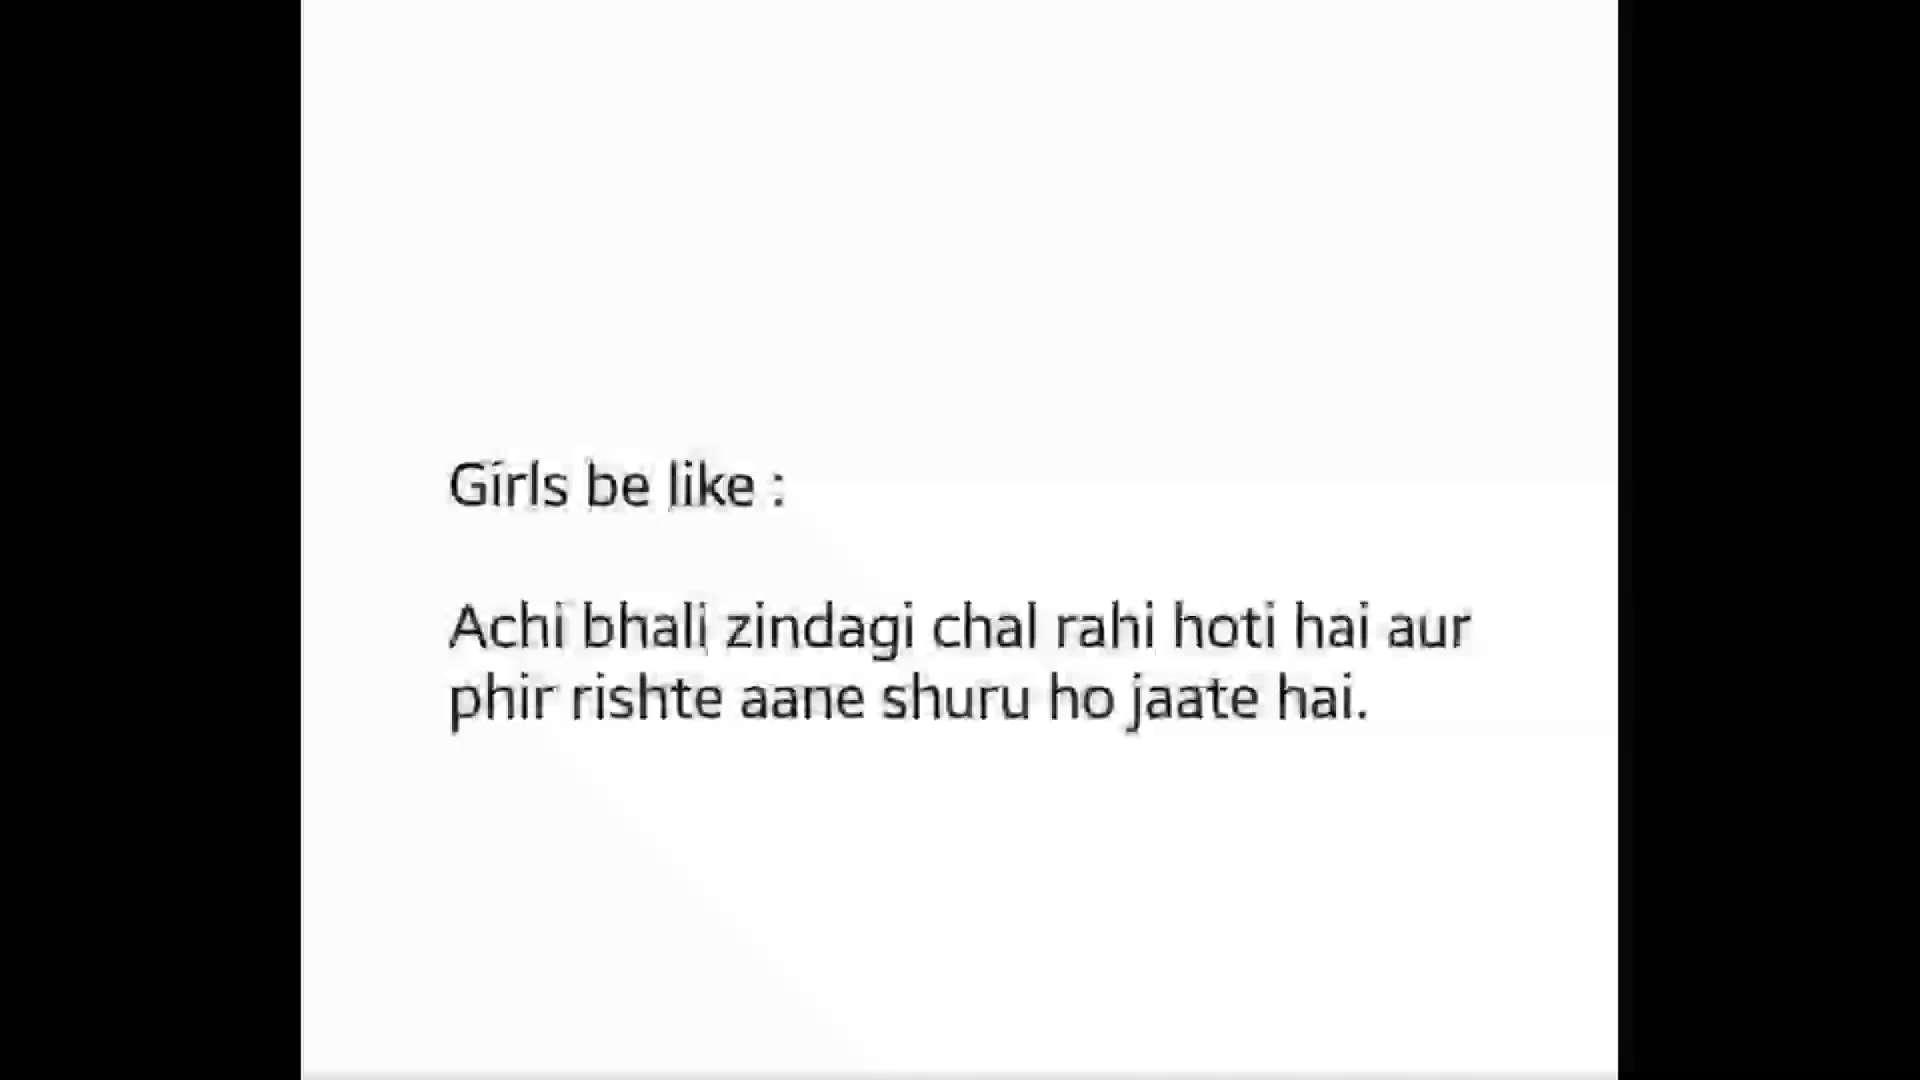 Girls be like :
Achi bhali zindagi chal rahi hoti hai aur
phir rishte aane shuru ho jaate hai.